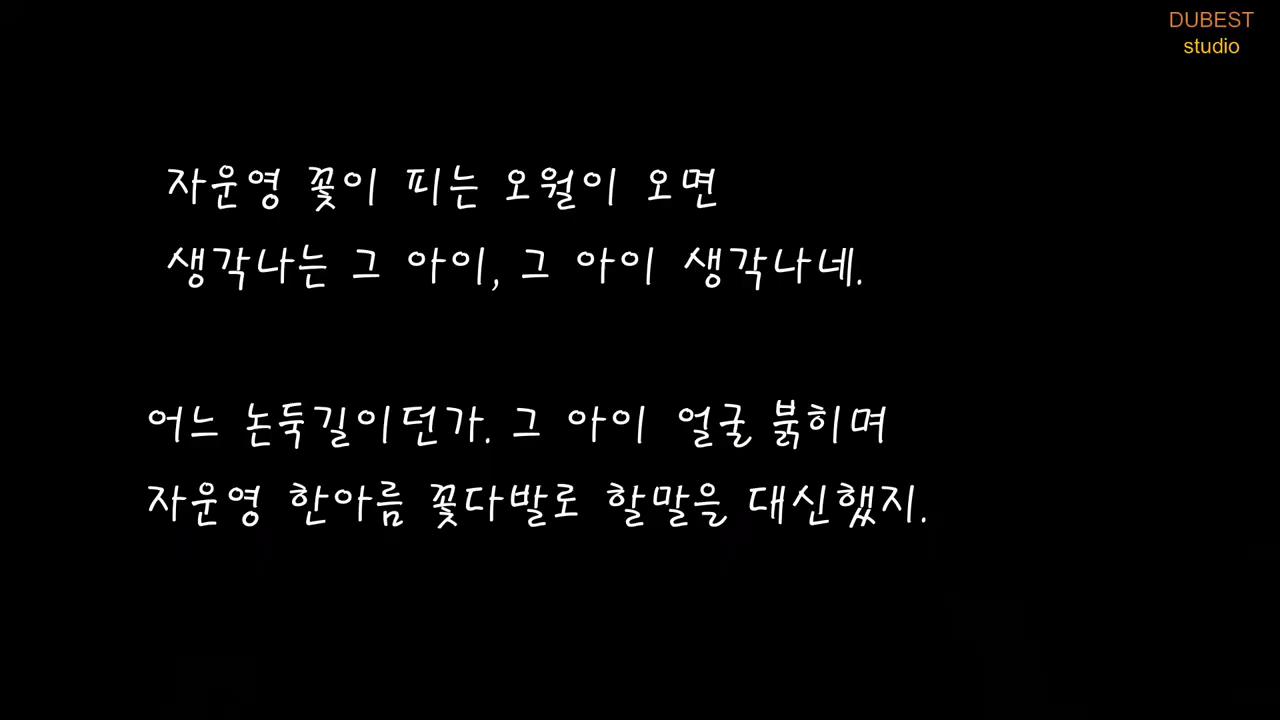 DUBEST
studio
자운영 꽃이 피는 오월이 오면
생각나는 그 아이, 그 아이 생각나네.
어느 논둑길이던가. 그 아이 얼굴 붉히며
자운영 한아름 꽃다발로 할말을 대신했지.